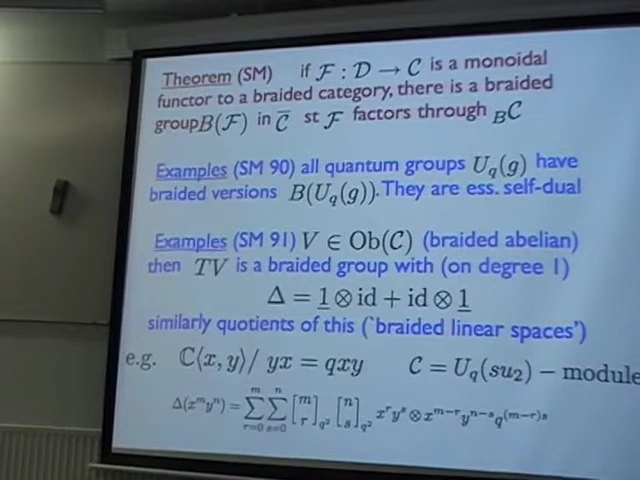 Theorem (SM) if F : D → C is a monoidal
functor to a braided category, there is a braided
group B(F) in C̅ st F factors through _BC
Examples (SM 90) all quantum groups U_q(g) have
braided versions B(U_q(g)). They are ess. self-dual
Examples (SM 91) V ∈ Ob(C) (braided abelian)
then TV is a braided group with (on degree 1)
Δ = 1 ⊗ id + id ⊗ 1
similarly quotients of this (‘braided linear spaces’)
e.g. ℂ⟨x, y⟩/ yx = qxy C = U_q(su_2) − module
Δ(x^m y^n) = ∑_{r=0}^{m} ∑_{s=0}^{n} [m r]_{q^2} [n s]_{q^2} x^r y^s ⊗ x^{m−r} y^{n−s} q^{(m−r)s}